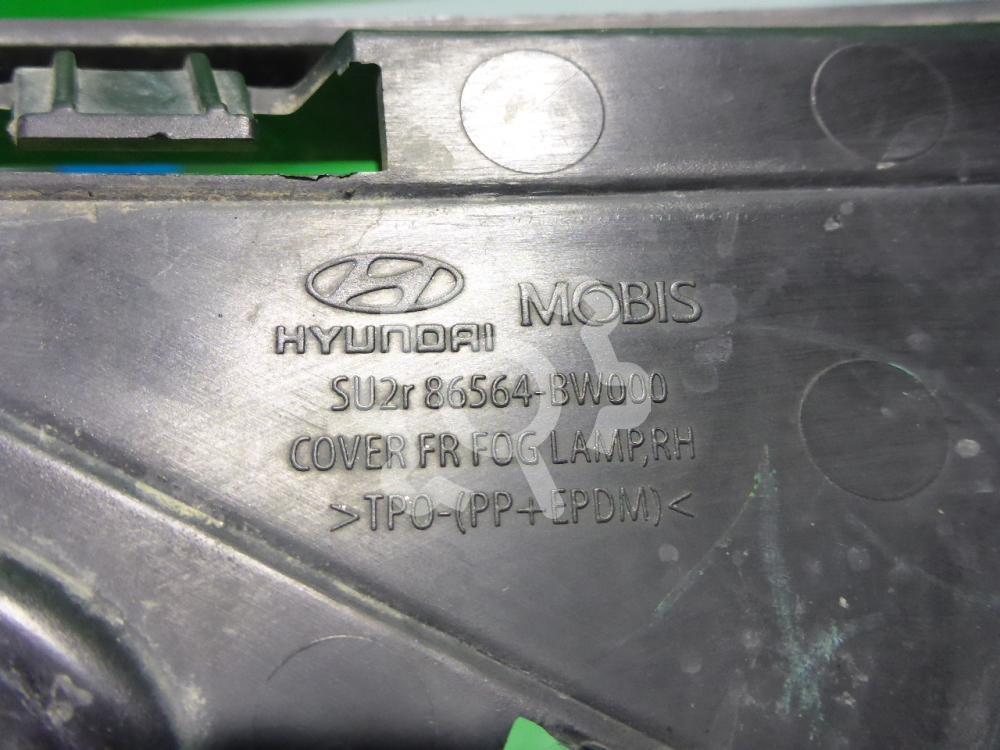 HYUNDAI MOBIS
SU2r 86564-BW000
COVER FR FOG LAMP,RH
>TPO-(PP+EPDM)<